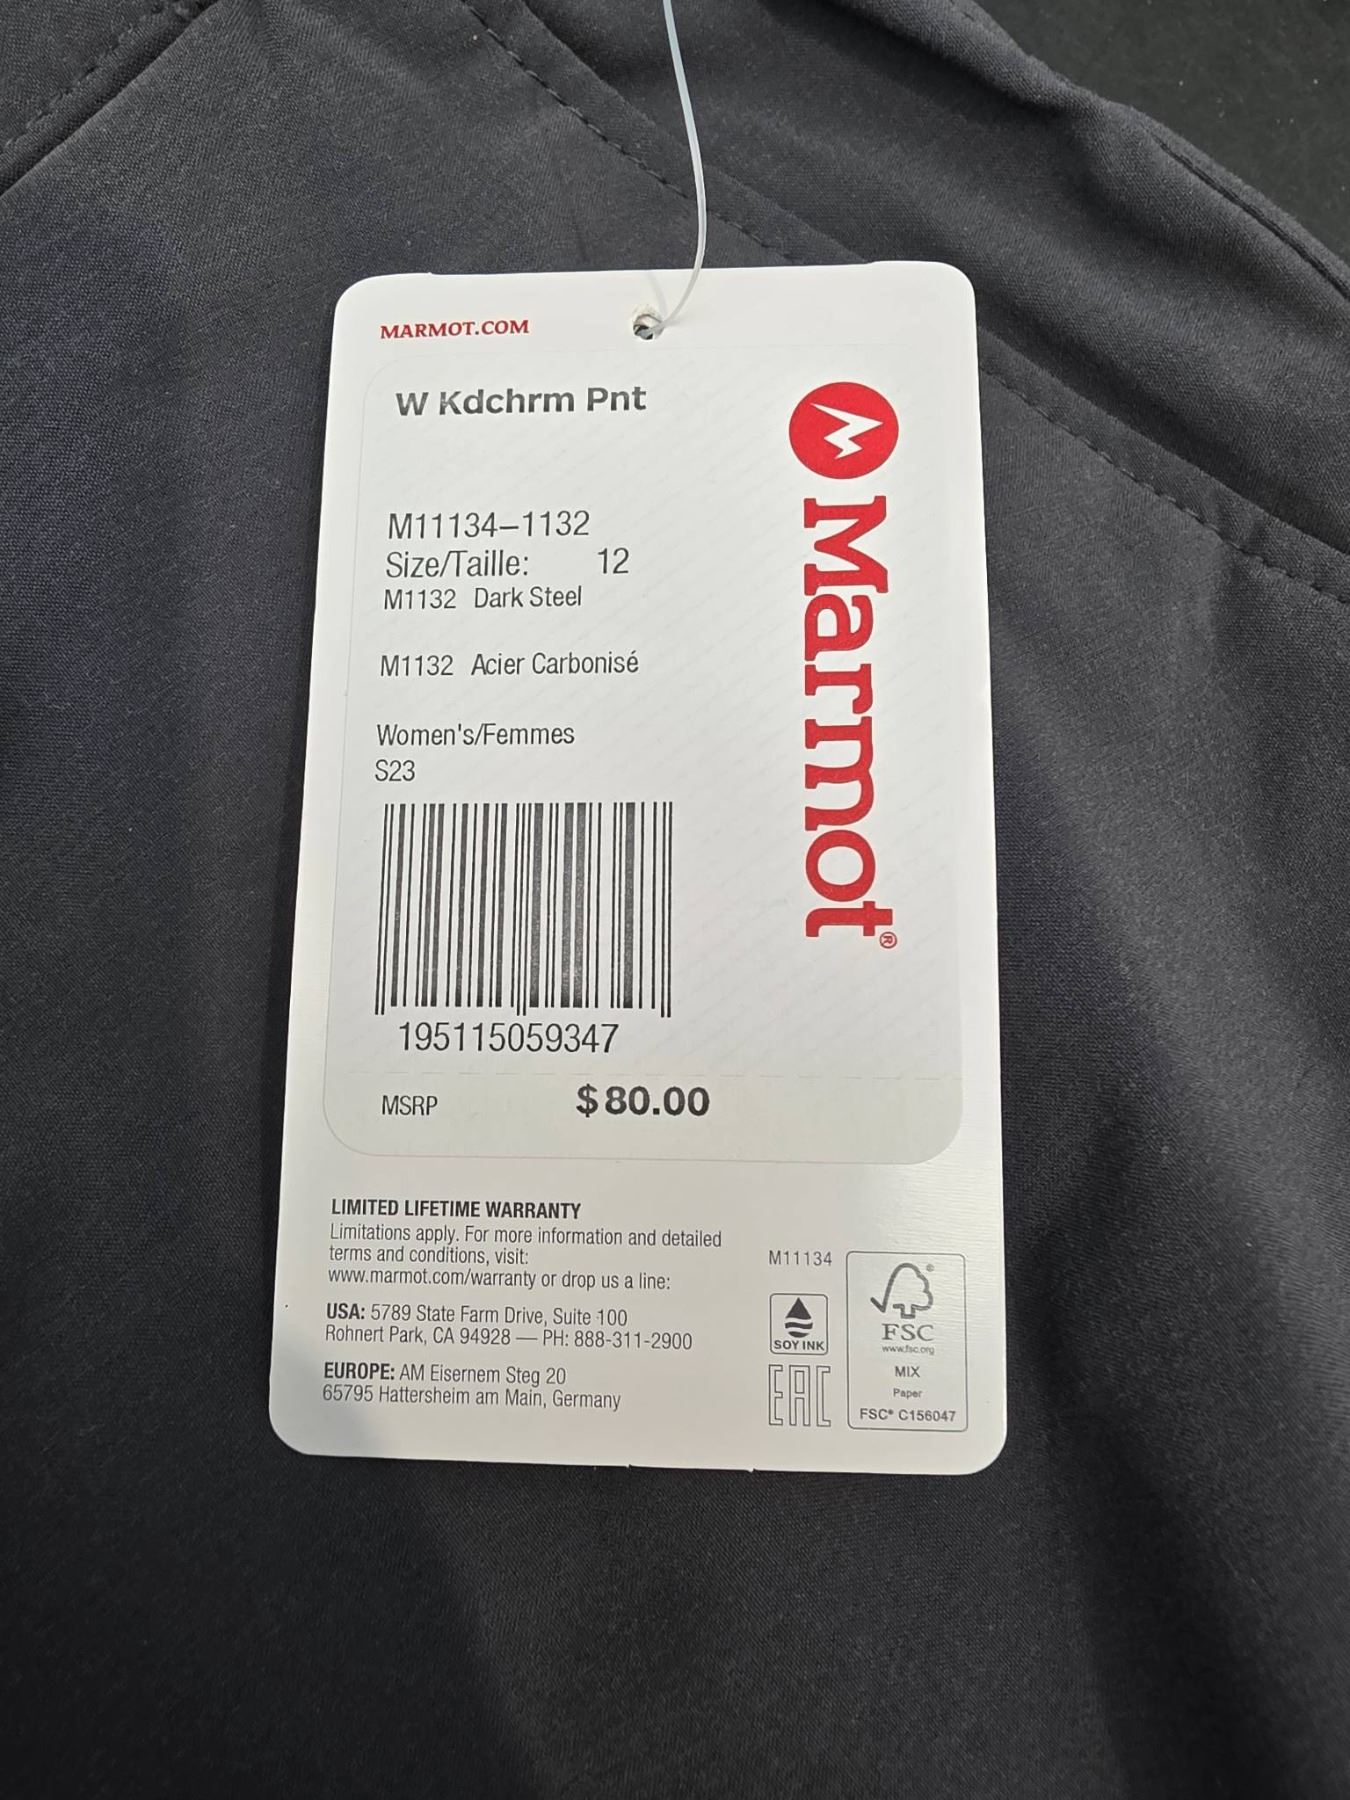 MARMOT.COM
W Kdchrm Pnt
M11134–1132
Size/Taille: 12
M1132 Dark Steel
M1132 Acier Carbonisé
Women's/Femmes
S23
195115059347
MSRP $80.00
Marmot®
LIMITED LIFETIME WARRANTY
Limitations apply. For more information and detailed
terms and conditions, visit:
www.marmot.com/warranty or drop us a line:
USA: 5789 State Farm Drive, Suite 100
Rohnert Park, CA 94928 — PH: 888-311-2900
EUROPE: AM Eisernem Steg 20
65795 Hattersheim am Main, Germany
M11134
SOY INK
EAC
FSC
www.fsc.org
MIX
Paper
FSC® C156047